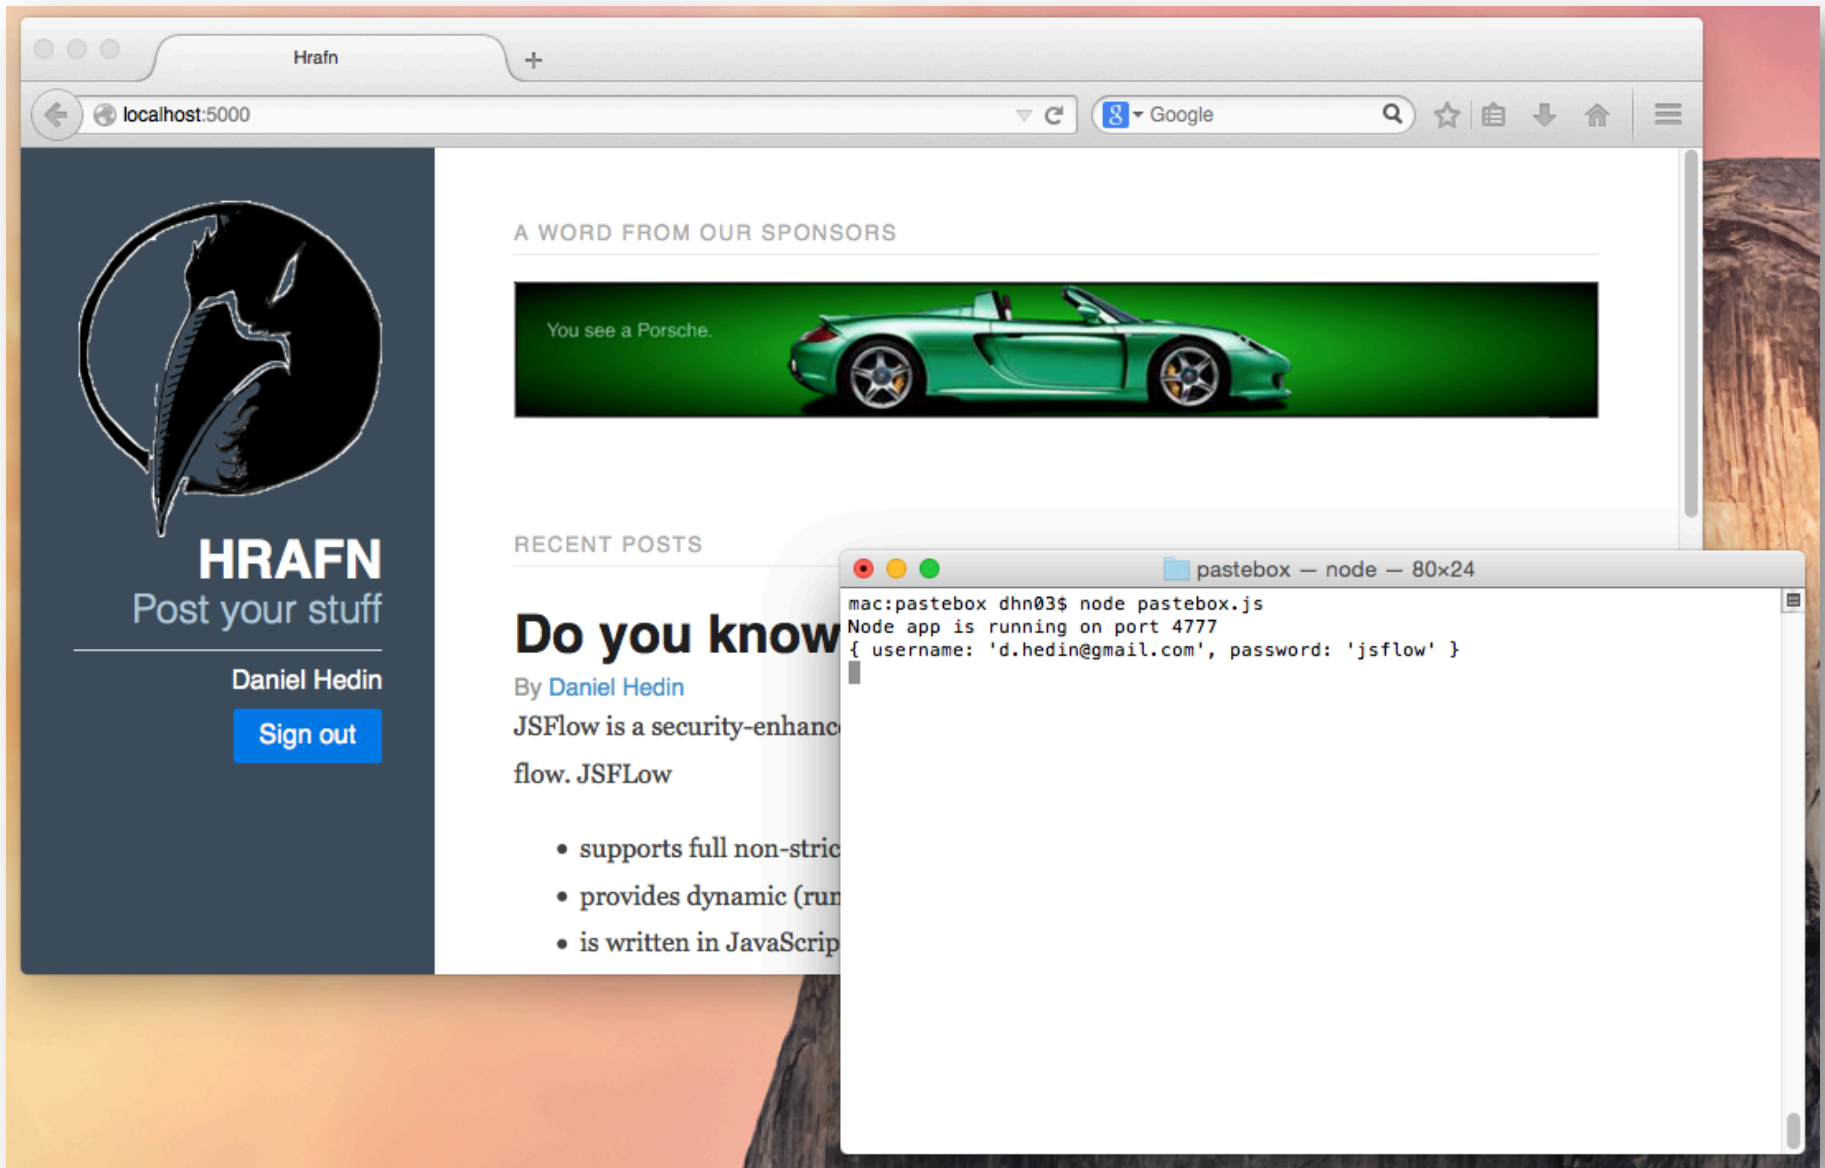 Hrafn
localhost:5000
Google
HRAFN
Post your stuff
Daniel Hedin
Sign out
A WORD FROM OUR SPONSORS
You see a Porsche.
RECENT POSTS
Do you know
By Daniel Hedin
JSFlow is a security-enhanc
flow. JSFLow
• supports full non-stric
• provides dynamic (run
• is written in JavaScrip
pastebox — node — 80×24
mac:pastebox dhn03$ node pastebox.js
Node app is running on port 4777
{ username: 'd.hedin@gmail.com', password: 'jsflow' }